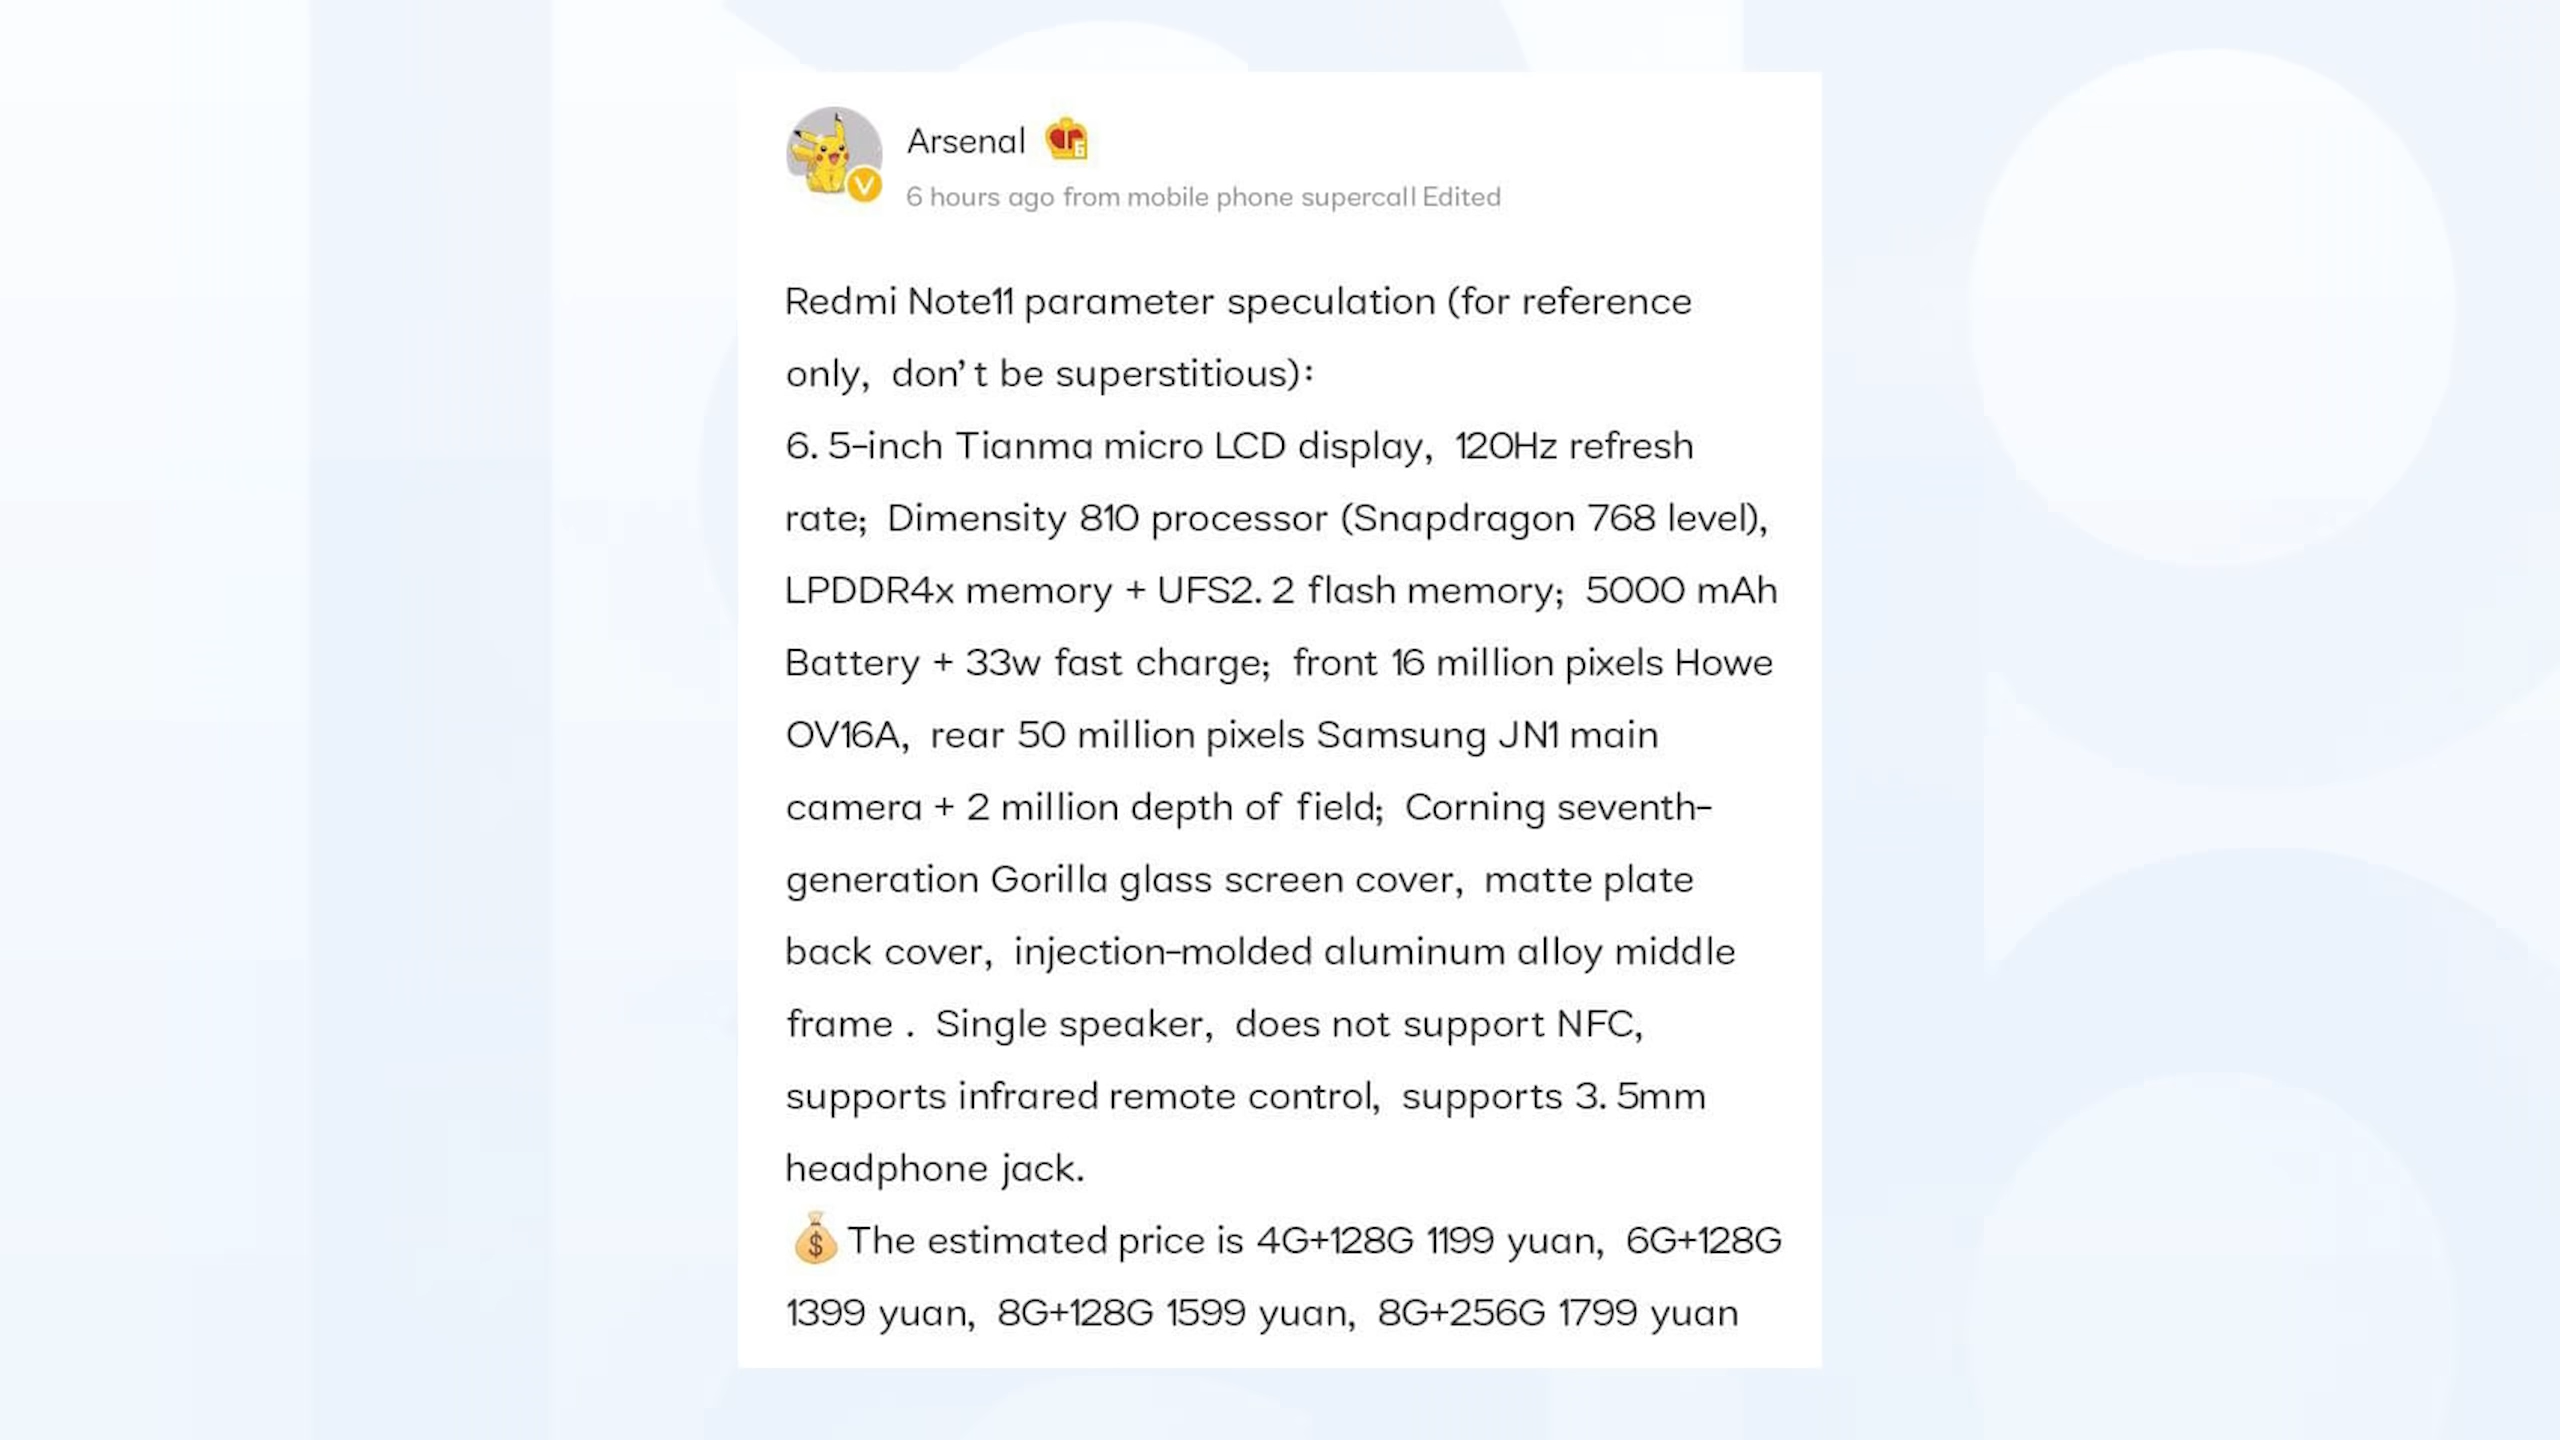 Arsenal
6 hours ago from mobile phone supercall Edited
Redmi Note11 parameter speculation (for reference
only, don't be superstitious):
6.5-inch Tianma micro LCD display, 120Hz refresh
rate; Dimensity 810 processor (Snapdragon 768 level),
LPDDR4x memory + UFS2.2 flash memory; 5000 mAh
Battery + 33w fast charge; front 16 million pixels Howe
OV16A, rear 50 million pixels Samsung JN1 main
camera + 2 million depth of field; Corning seventh-
generation Gorilla glass screen cover, matte plate
back cover, injection-molded aluminum alloy middle
frame . Single speaker, does not support NFC,
supports infrared remote control, supports 3.5mm
headphone jack.
💰The estimated price is 4G+128G 1199 yuan, 6G+128G
1399 yuan, 8G+128G 1599 yuan, 8G+256G 1799 yuan